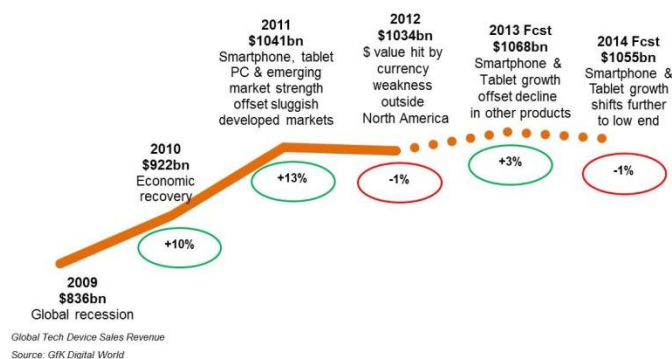 2009
$836bn
Global recession
2010
$922bn
Economic
recovery
+10%
2011
$1041bn
Smartphone, tablet
PC & emerging
market strength
offset sluggish
developed markets
+13%
2012
$1034bn
$ value hit by
currency
weakness
outside
North America
-1%
2013 Fcst
$1068bn
Smartphone &
Tablet growth
offset decline
in other products
+3%
2014 Fcst
$1055bn
Smartphone &
Tablet growth
shifts further
to low end
-1%
Global Tech Device Sales Revenue
Source: GfK Digital World